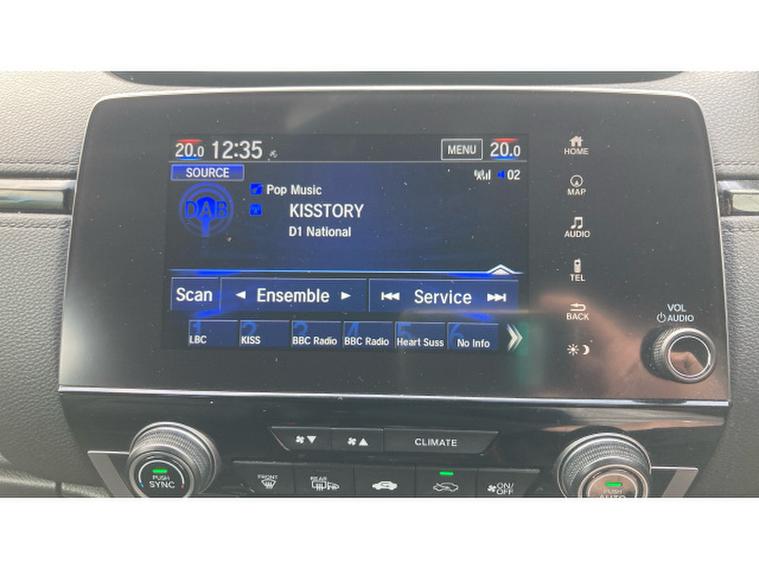 20.0 12:35 MENU 20.0
SOURCE 02
DAB Pop Music
KISSTORY
D1 National
Scan Ensemble Service
1 LBC 2 KISS 3 BBC Radio 4 BBC Radio 5 Heart Suss 6 No Info
HOME
MAP
AUDIO
TEL
BACK
VOL
AUDIO
CLIMATE
PUSH
SYNC
FRONT
REAR
ON/
OFF
PUSH
AUTO